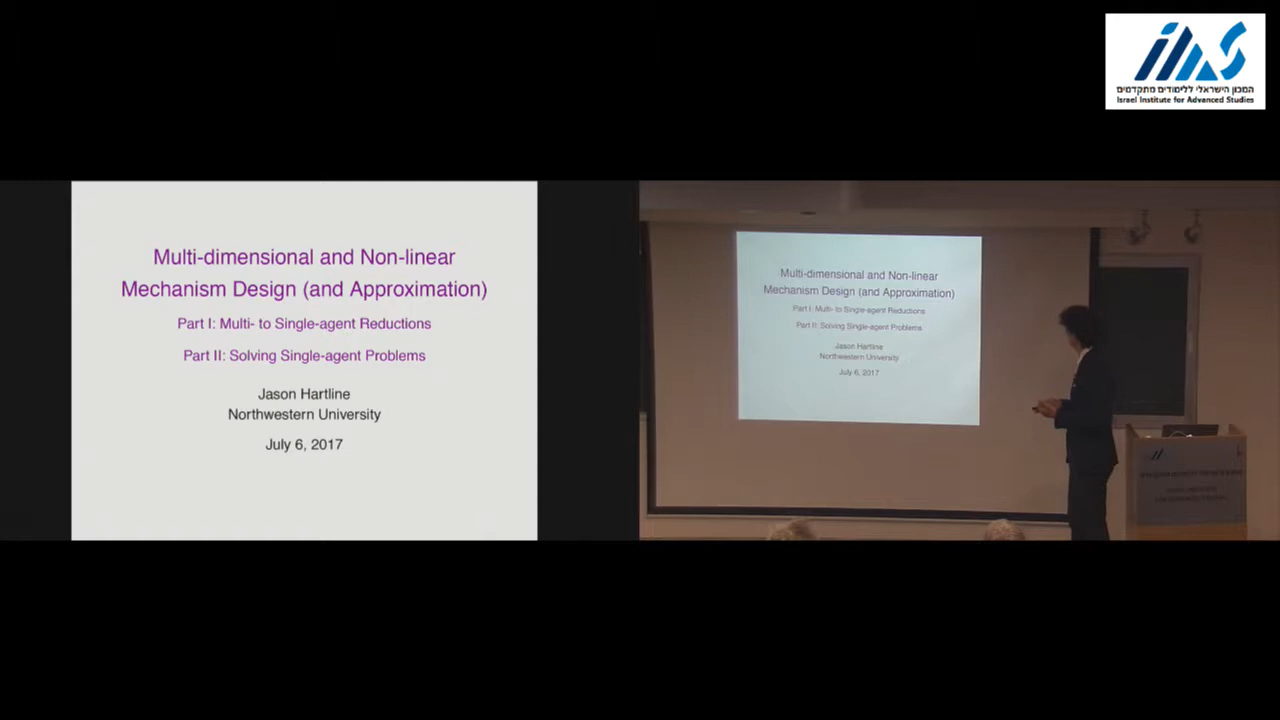 המכון הישראלי ללימודים מתקדמים
Israel Institute for Advanced Studies
Multi-dimensional and Non-linear
Mechanism Design (and Approximation)
Part I: Multi- to Single-agent Reductions
Part II: Solving Single-agent Problems
Jason Hartline
Northwestern University
July 6, 2017
Multi-dimensional and Non-linear
Mechanism Design (and Approximation)
Part I: Multi- to Single-agent Reductions
Part II: Solving Single-agent Problems
Jason Hartline
Northwestern University
July 6, 2017